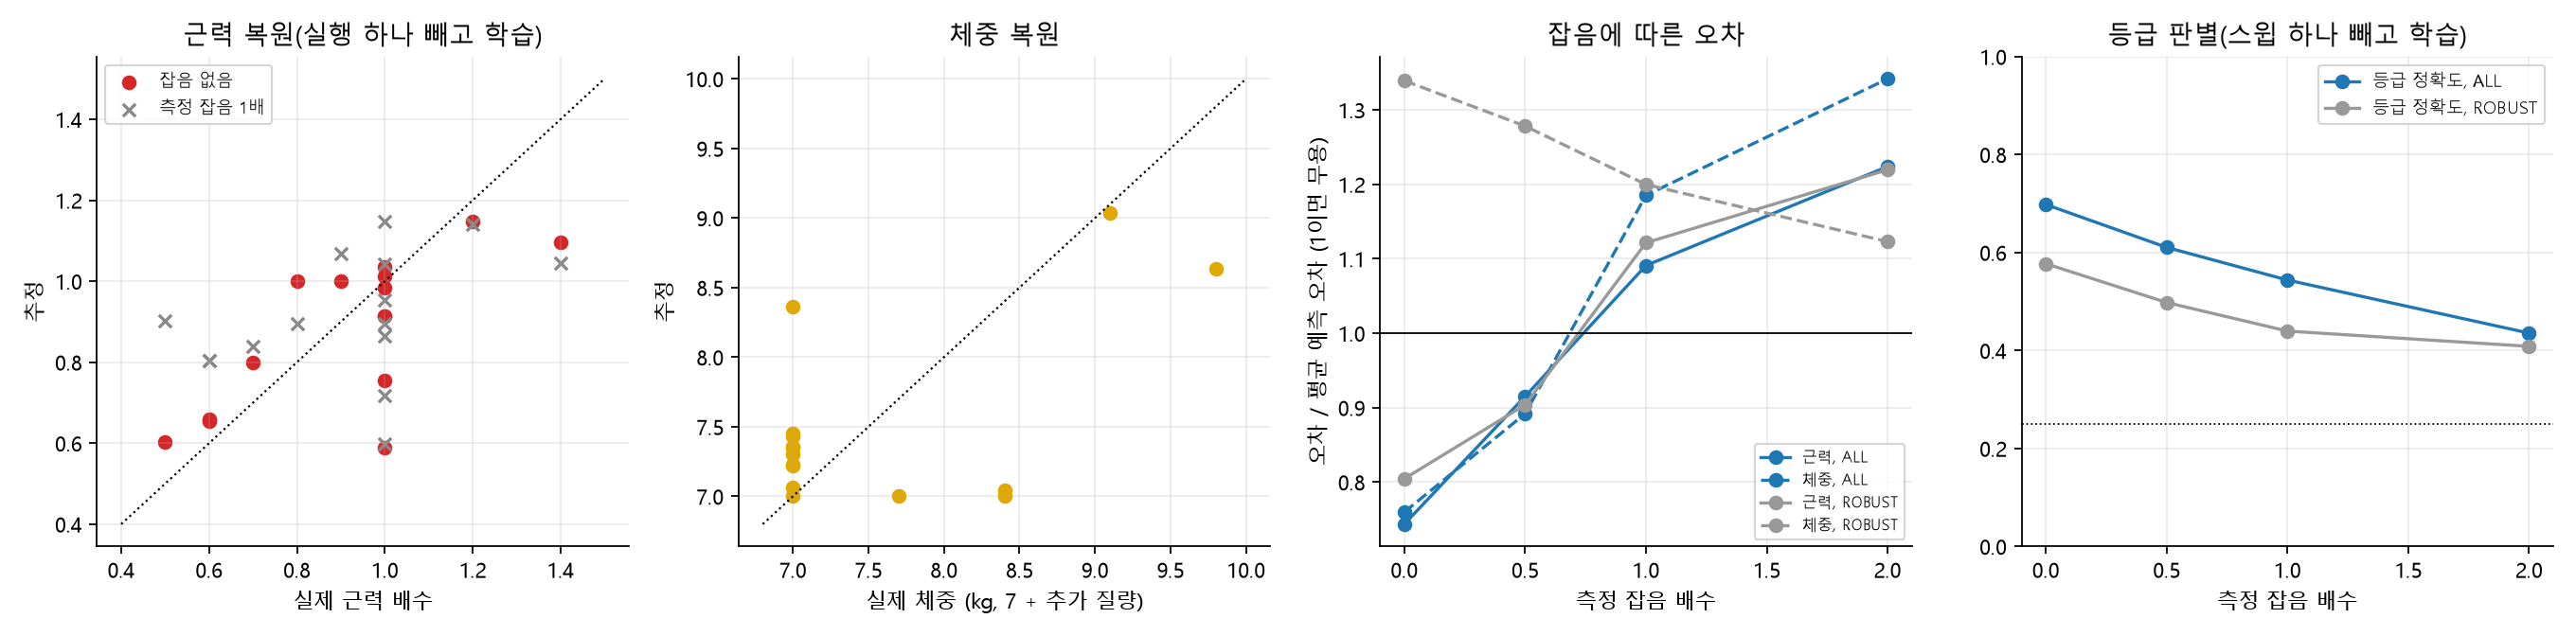 근력 복원(실행 하나 빼고 학습)
잡음 없음
측정 잡음 1배
1.4
1.2
1.0
0.8
0.6
0.4
추정
0.4 0.6 0.8 1.0 1.2 1.4
실제 근력 배수
체중 복원
10.0
9.5
9.0
8.5
8.0
7.5
7.0
추정
7.0 7.5 8.0 8.5 9.0 9.5 10.0
실제 체중 (kg, 7 + 추가 질량)
잡음에 따른 오차
1.3
1.2
1.1
1.0
0.9
0.8
오차 / 평균 예측 오차 (1이면 무용)
근력, ALL
체중, ALL
근력, ROBUST
체중, ROBUST
0.0 0.5 1.0 1.5 2.0
측정 잡음 배수
등급 판별(스윕 하나 빼고 학습)
등급 정확도, ALL
등급 정확도, ROBUST
1.0
0.8
0.6
0.4
0.2
0.0
0.0 0.5 1.0 1.5 2.0
측정 잡음 배수